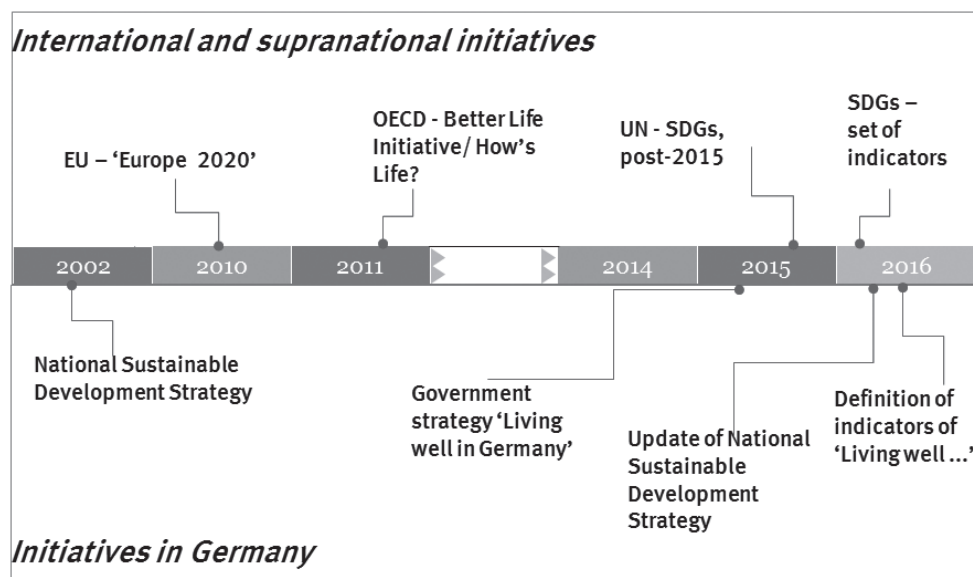 International and supranational initiatives
EU – ‘Europe 2020’
OECD - Better Life
Initiative/ How’s
Life?
UN - SDGs,
post-2015
SDGs –
set of
indicators
2002
2010
2011
2014
2015
2016
National Sustainable
Development Strategy
Government
strategy ‘Living
well in Germany’
Update of National
Sustainable
Development
Strategy
Definition of
indicators of
‘Living well ...’
Initiatives in Germany